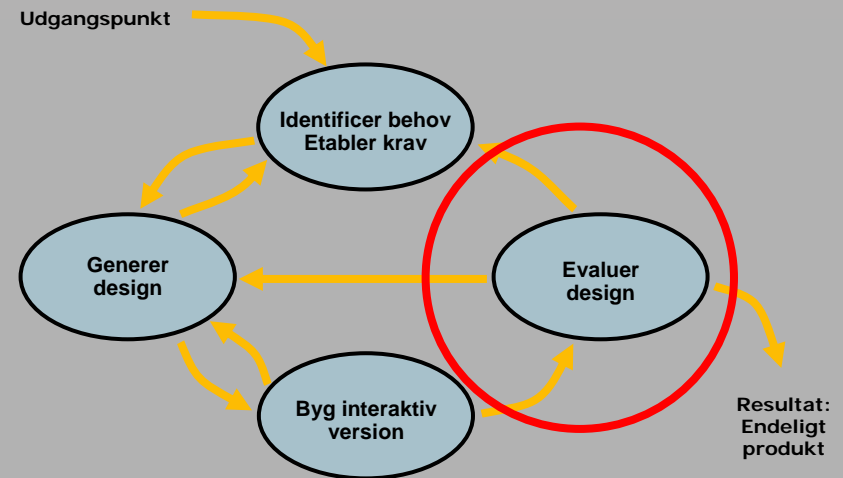 Udgangspunkt
Identificer behov
Etabler krav
Generer
design
Evaluer
design
Byg interaktiv
version
Resultat:
Endeligt
produkt